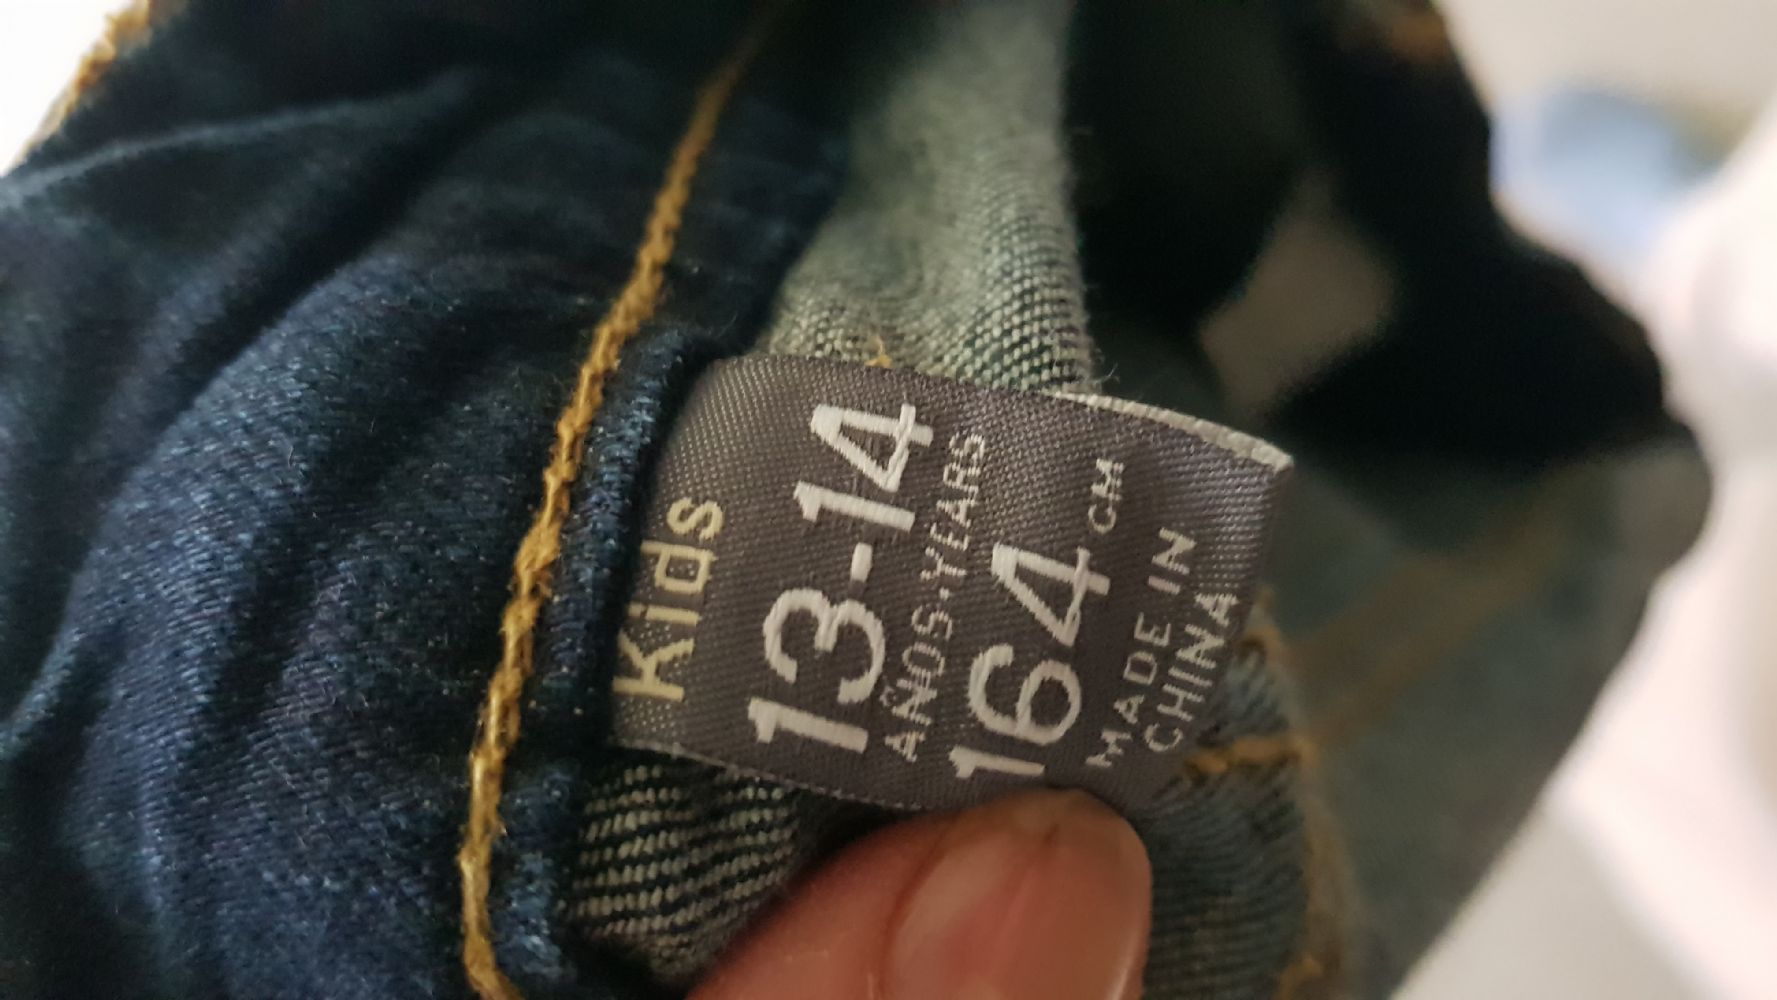 Kids
13-14
AÑOS·YEARS
164 CM
MADE IN
CHINA